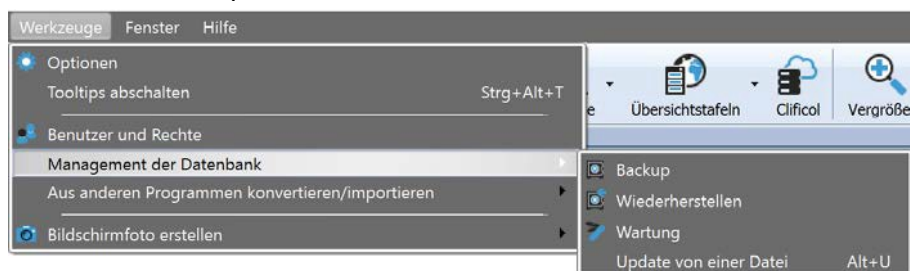 Werkzeuge Fenster Hilfe
Optionen
Tooltips abschalten Strg+Alt+T
Benutzer und Rechte
Management der Datenbank
Aus anderen Programmen konvertieren/importieren
Bildschirmfoto erstellen
e Übersichtstafeln Clificol Vergröße
Backup
Wiederherstellen
Wartung
Update von einer Datei Alt+U